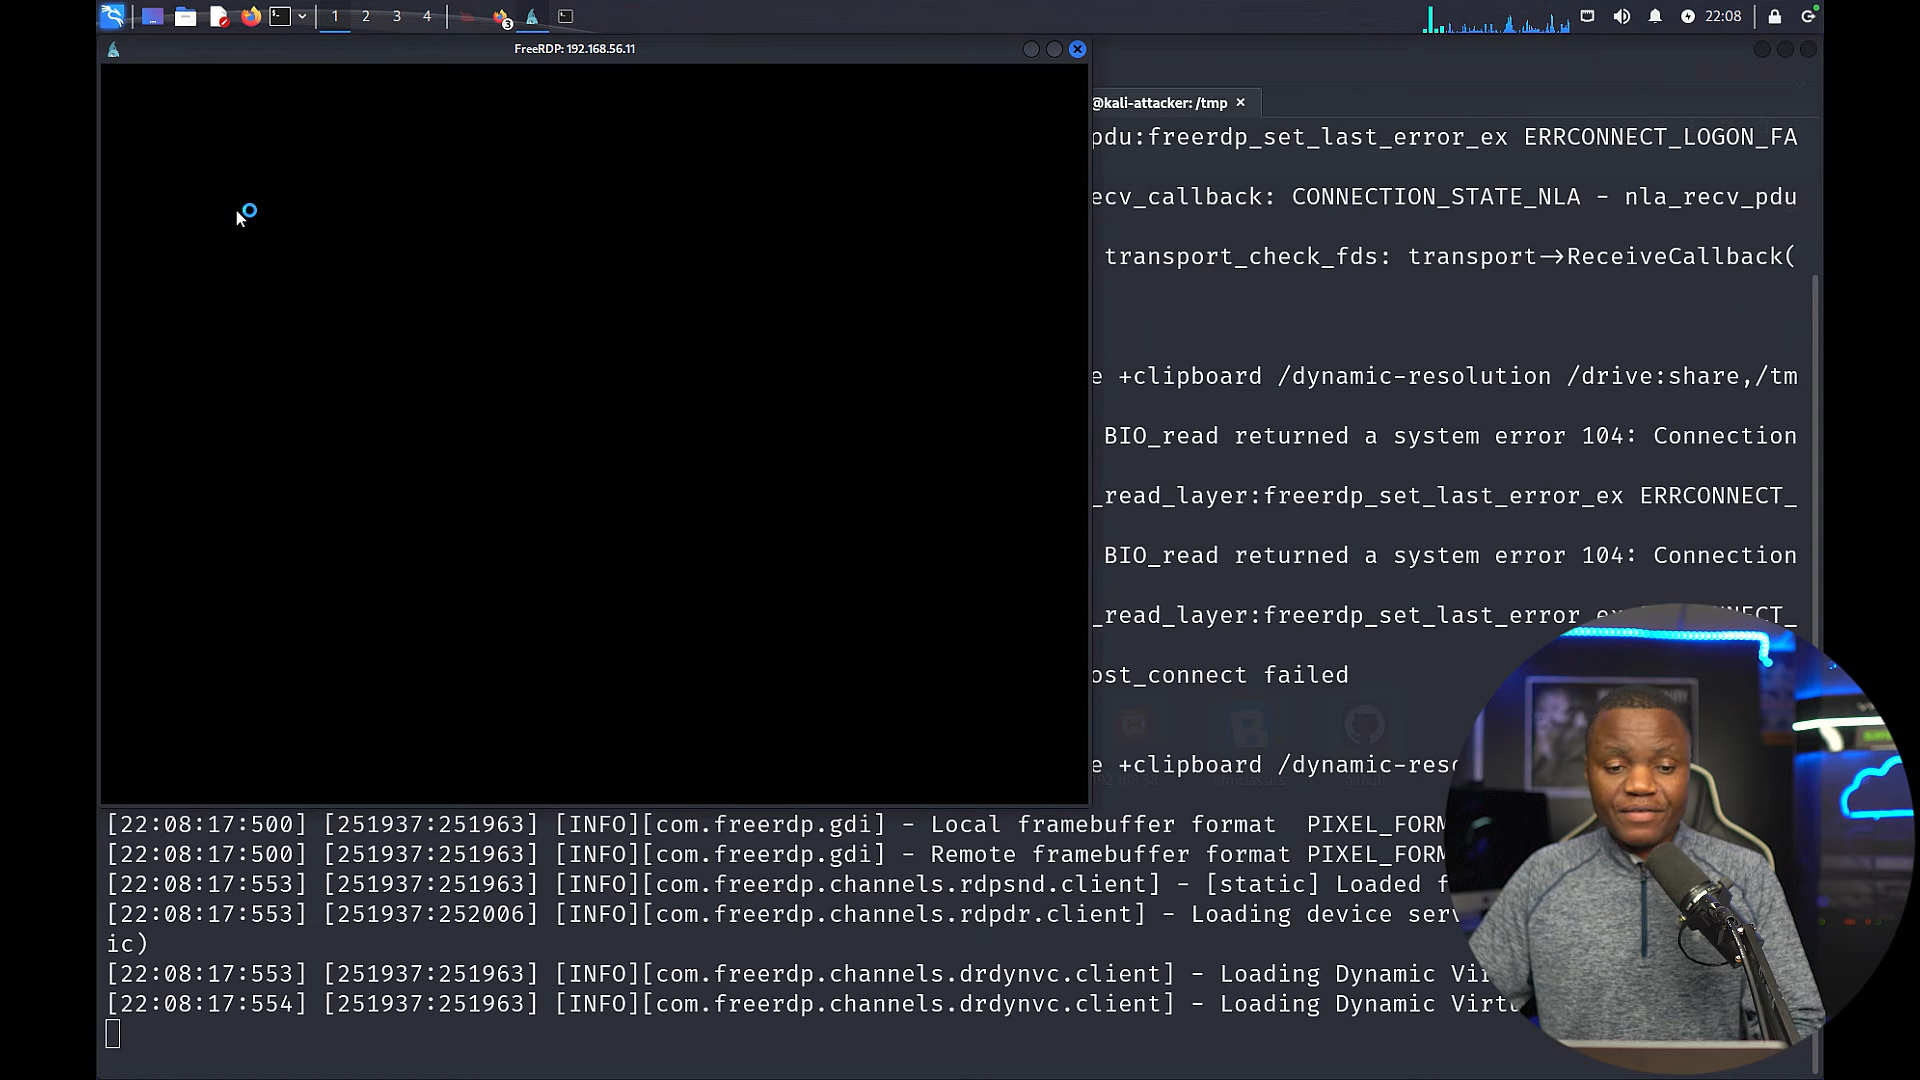 1 2 3 4
3
22:08
FreeRDP: 192.168.56.11
@kali-attacker: /tmp
pdu:freerdp_set_last_error_ex ERRCONNECT_LOGON_FA
ecv_callback: CONNECTION_STATE_NLA - nla_recv_pdu
transport_check_fds: transport→ReceiveCallback(
e +clipboard /dynamic-resolution /drive:share,/tm
BIO_read returned a system error 104: Connection
_read_layer:freerdp_set_last_error_ex ERRCONNECT_
BIO_read returned a system error 104: Connection
_read_layer:freerdp_set_last_error_ex
ost_connect failed
e +clipboard /dynamic-reso
[22:08:17:500] [251937:251963] [INFO][com.freerdp.gdi] - Local framebuffer format  PIXEL_FORM
[22:08:17:500] [251937:251963] [INFO][com.freerdp.gdi] - Remote framebuffer format PIXEL_FORM
[22:08:17:553] [251937:251963] [INFO][com.freerdp.channels.rdpsnd.client] - [static] Loaded f
[22:08:17:553] [251937:252006] [INFO][com.freerdp.channels.rdpdr.client] - Loading device serv
ic)
[22:08:17:553] [251937:251963] [INFO][com.freerdp.channels.drdynvc.client] - Loading Dynamic Vi
[22:08:17:554] [251937:251963] [INFO][com.freerdp.channels.drdynvc.client] - Loading Dynamic Virtu